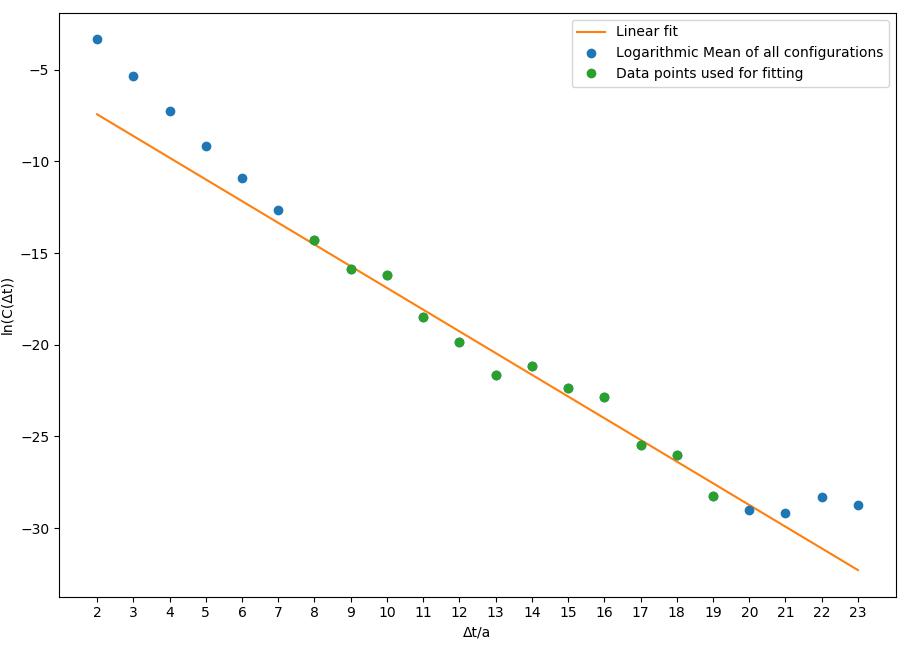 Linear fit
Logarithmic Mean of all configurations
Data points used for fitting
ln(C(Δt))
−5
−10
−15
−20
−25
−30
2 3 4 5 6 7 8 9 10 11 12 13 14 15 16 17 18 19 20 21 22 23
Δt/a